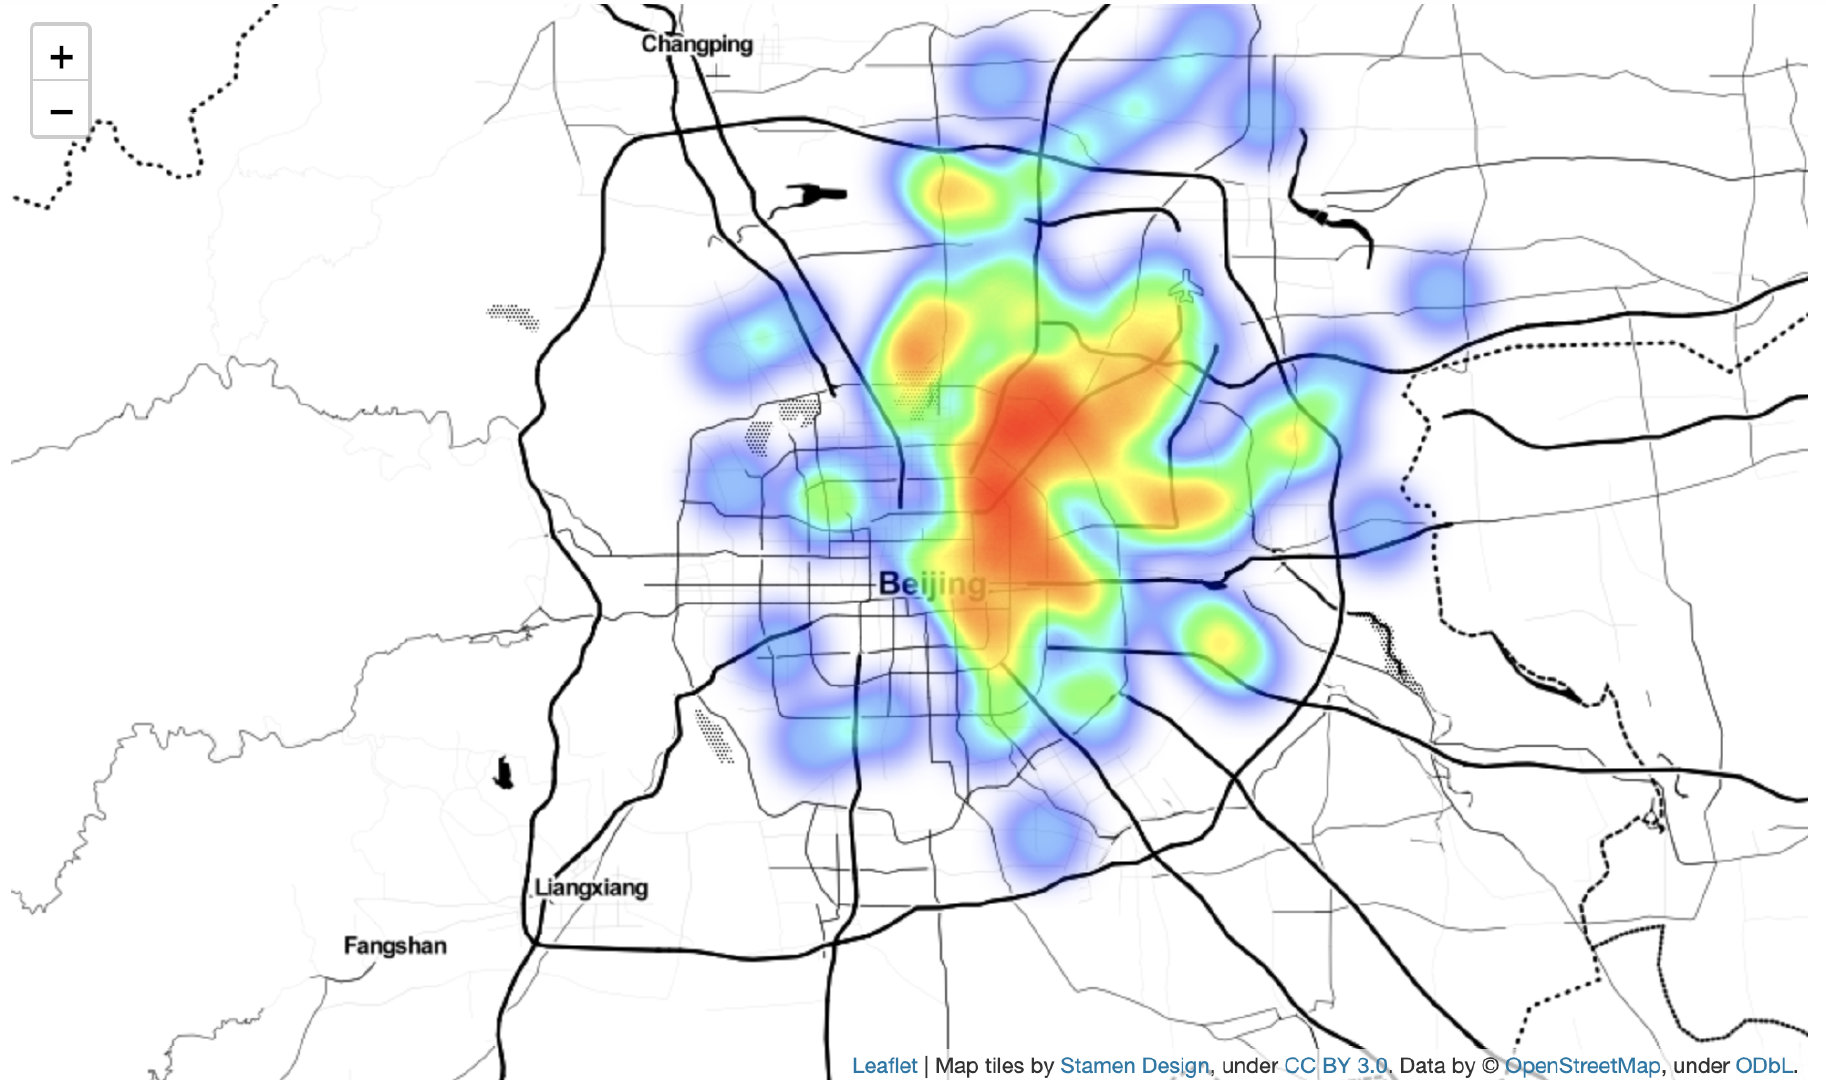 +
−
Changping
Beijing
Liangxiang
Fangshan
Leaflet | Map tiles by Stamen Design, under CC BY 3.0. Data by © OpenStreetMap, under ODbL.